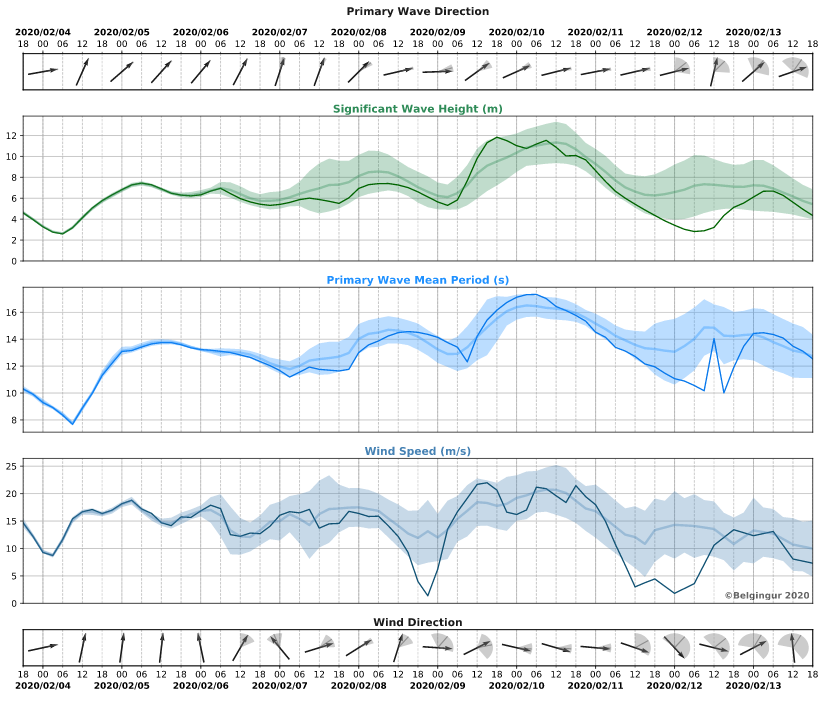 Primary Wave Direction
2020/02/04 2020/02/05 2020/02/06 2020/02/07 2020/02/08 2020/02/09 2020/02/10 2020/02/11 2020/02/12 2020/02/13
18 00 06 12 18 00 06 12 18 00 06 12 18 00 06 12 18 00 06 12 18 00 06 12 18 00 06 12 18 00 06 12 18 00 06 12 18 00 06 12 18
Significant Wave Height (m)
12
10
8
6
4
2
0
Primary Wave Mean Period (s)
16
14
12
10
8
Wind Speed (m/s)
25
20
15
10
5
0
©Belgingur 2020
Wind Direction
18 00 06 12 18 00 06 12 18 00 06 12 18 00 06 12 18 00 06 12 18 00 06 12 18 00 06 12 18 00 06 12 18 00 06 12 18 00 06 12 18
2020/02/04 2020/02/05 2020/02/06 2020/02/07 2020/02/08 2020/02/09 2020/02/10 2020/02/11 2020/02/12 2020/02/13